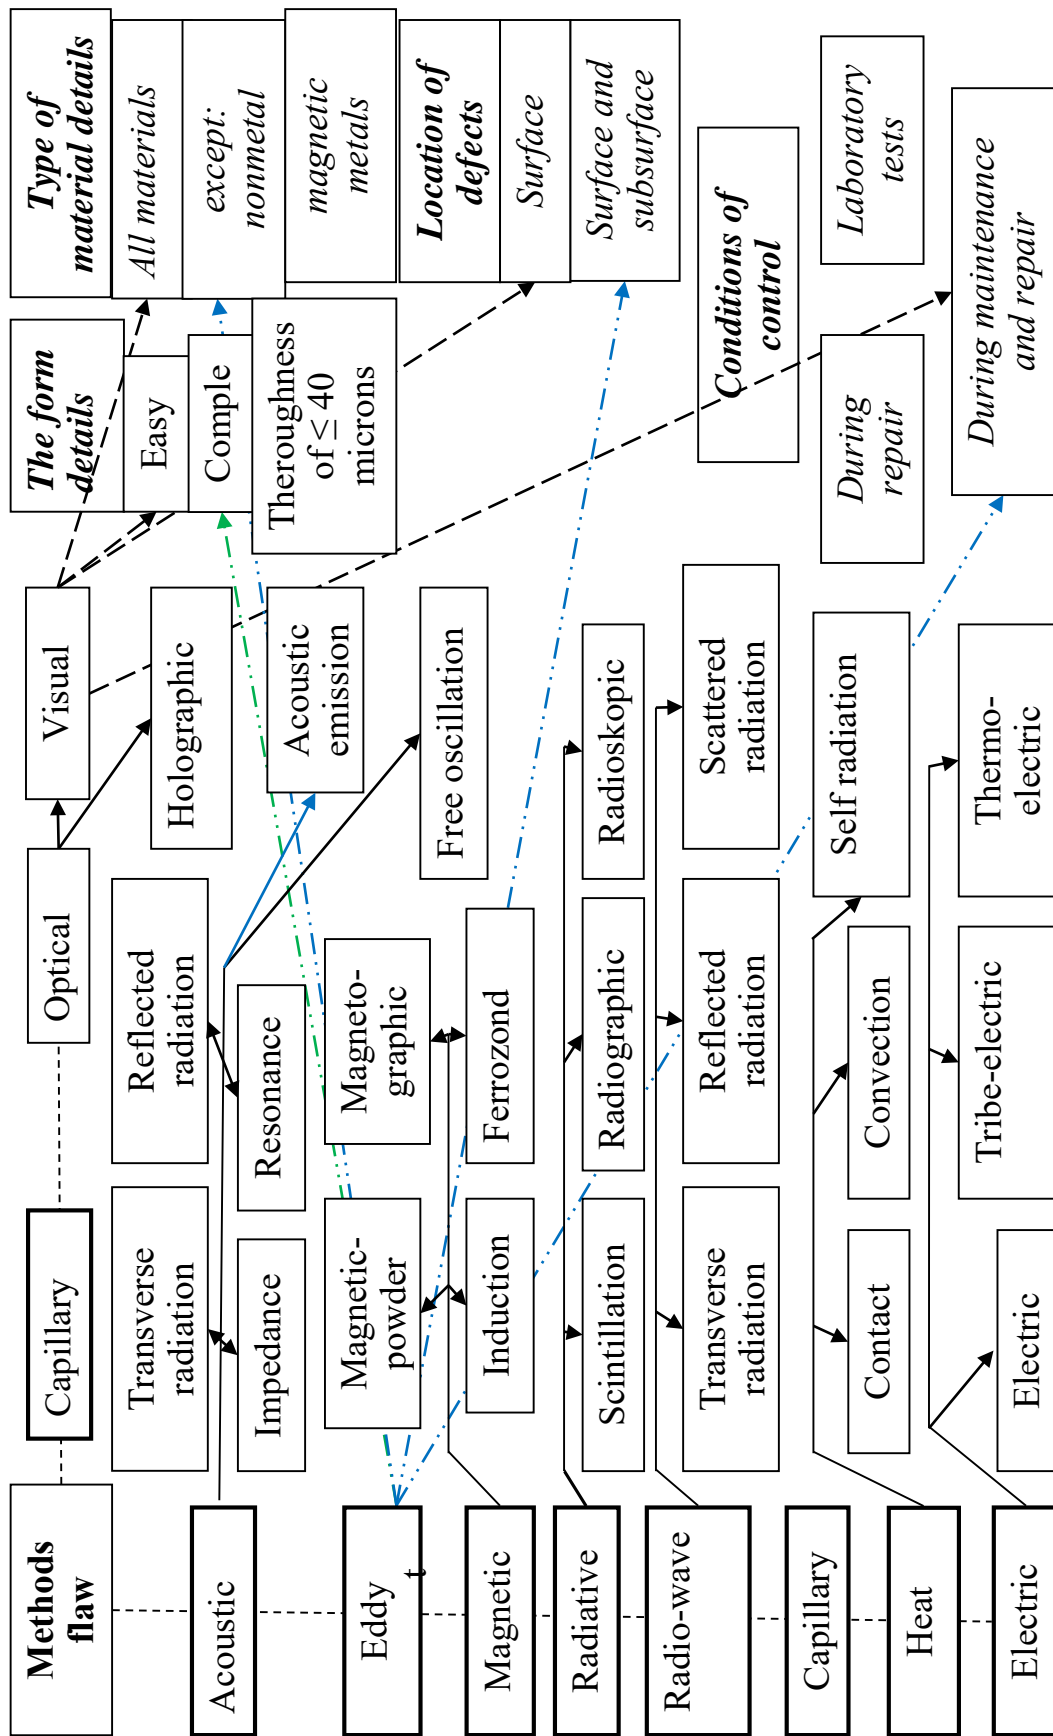 Methods
flaw
Capillary
Optical
Visual
The form
details
Type of
material details
Transverse
radiation
Reflected
radiation
Holographic
Easy
All materials
Acoustic
Impedance
Resonance
Acoustic
emission
Comple
except:
nonmetal
Eddy
t
Magnetic-
powder
Magneto-
graphic
Free oscillation
Theroughness
of ≤ 40
microns
magnetic
metals
Magnetic
Induction
Ferrozond
Location of
defects
Radiative
Scintillation
Radiographic
Radioskopic
Surface
Radio-wave
Transverse
radiation
Reflected
radiation
Scattered
radiation
Surface and
subsurface
Capillary
Conditions of
control
Heat
Contact
Convection
Self radiation
During
repair
Laboratory
tests
Electric
Electric
Tribe-electric
Thermo-
electric
During maintenance
and repair